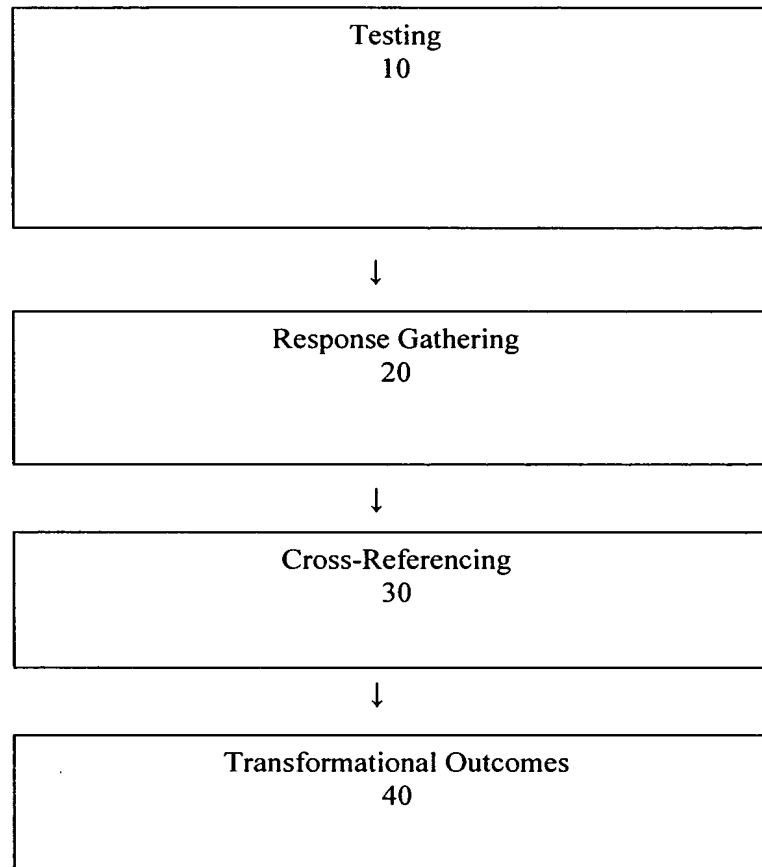 Testing
10
↓
Response Gathering
20
↓
Cross-Referencing
30
↓
Transformational Outcomes
40